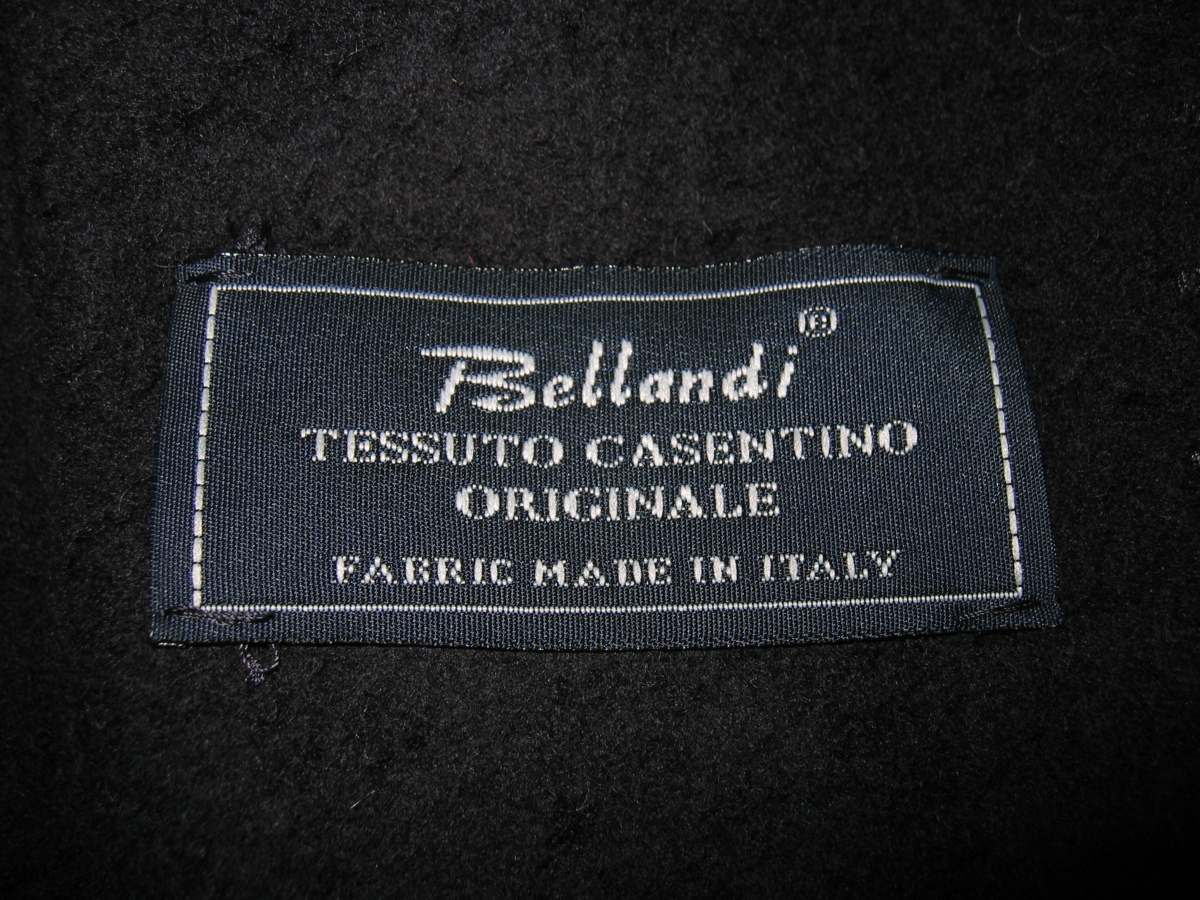 Bellandi®
TESSUTO CASENTINO
ORIGINALE
FABRIC MADE IN ITALY